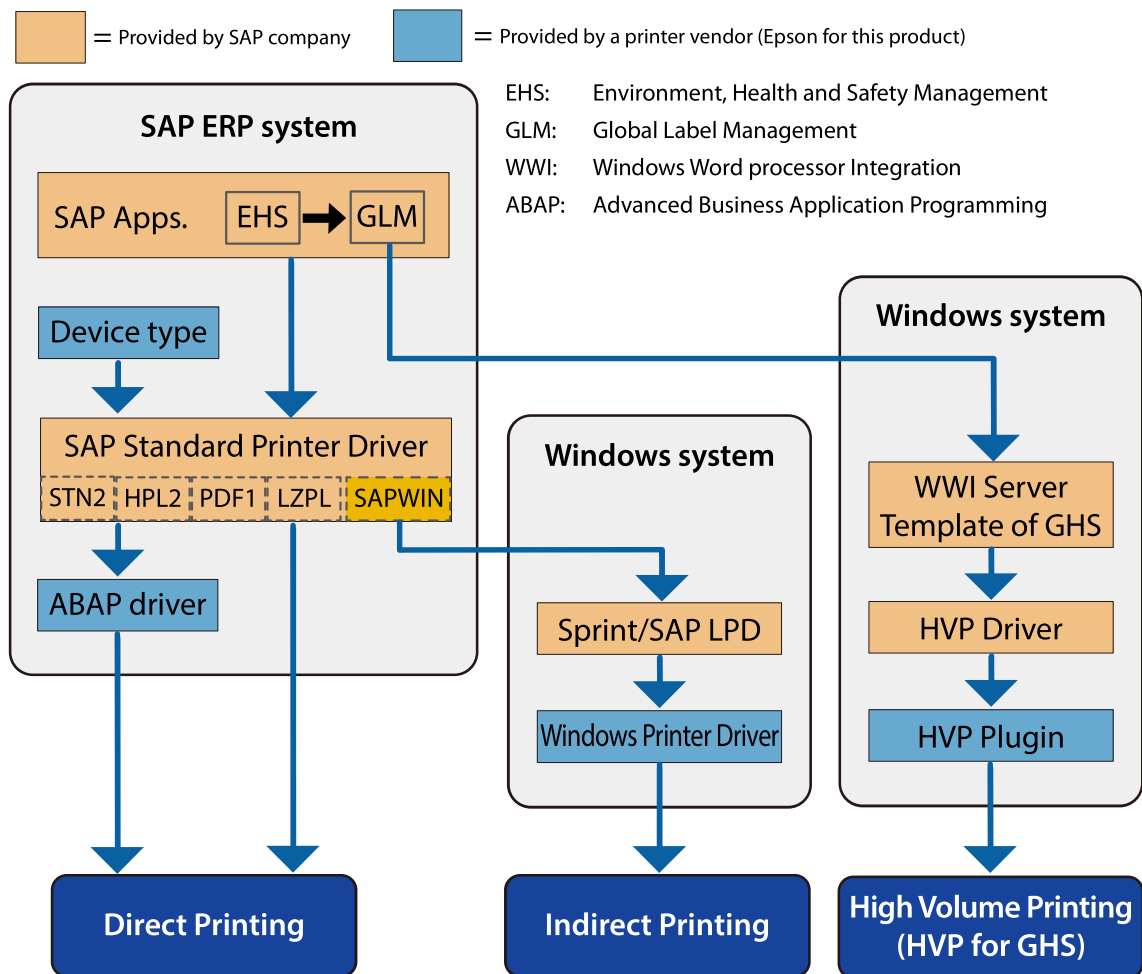 = Provided by SAP company
= Provided by a printer vendor (Epson for this product)
EHS: Environment, Health and Safety Management
GLM: Global Label Management
WWI: Windows Word processor Integration
ABAP: Advanced Business Application Programming
SAP ERP system
SAP Apps. EHS GLM
Device type
SAP Standard Printer Driver
STN2 HPL2 PDF1 LZPL SAPWIN
ABAP driver
Windows system
Sprint/SAP LPD
Windows Printer Driver
Windows system
WWI Server
Template of GHS
HVP Driver
HVP Plugin
Direct Printing
Indirect Printing
High Volume Printing
(HVP for GHS)